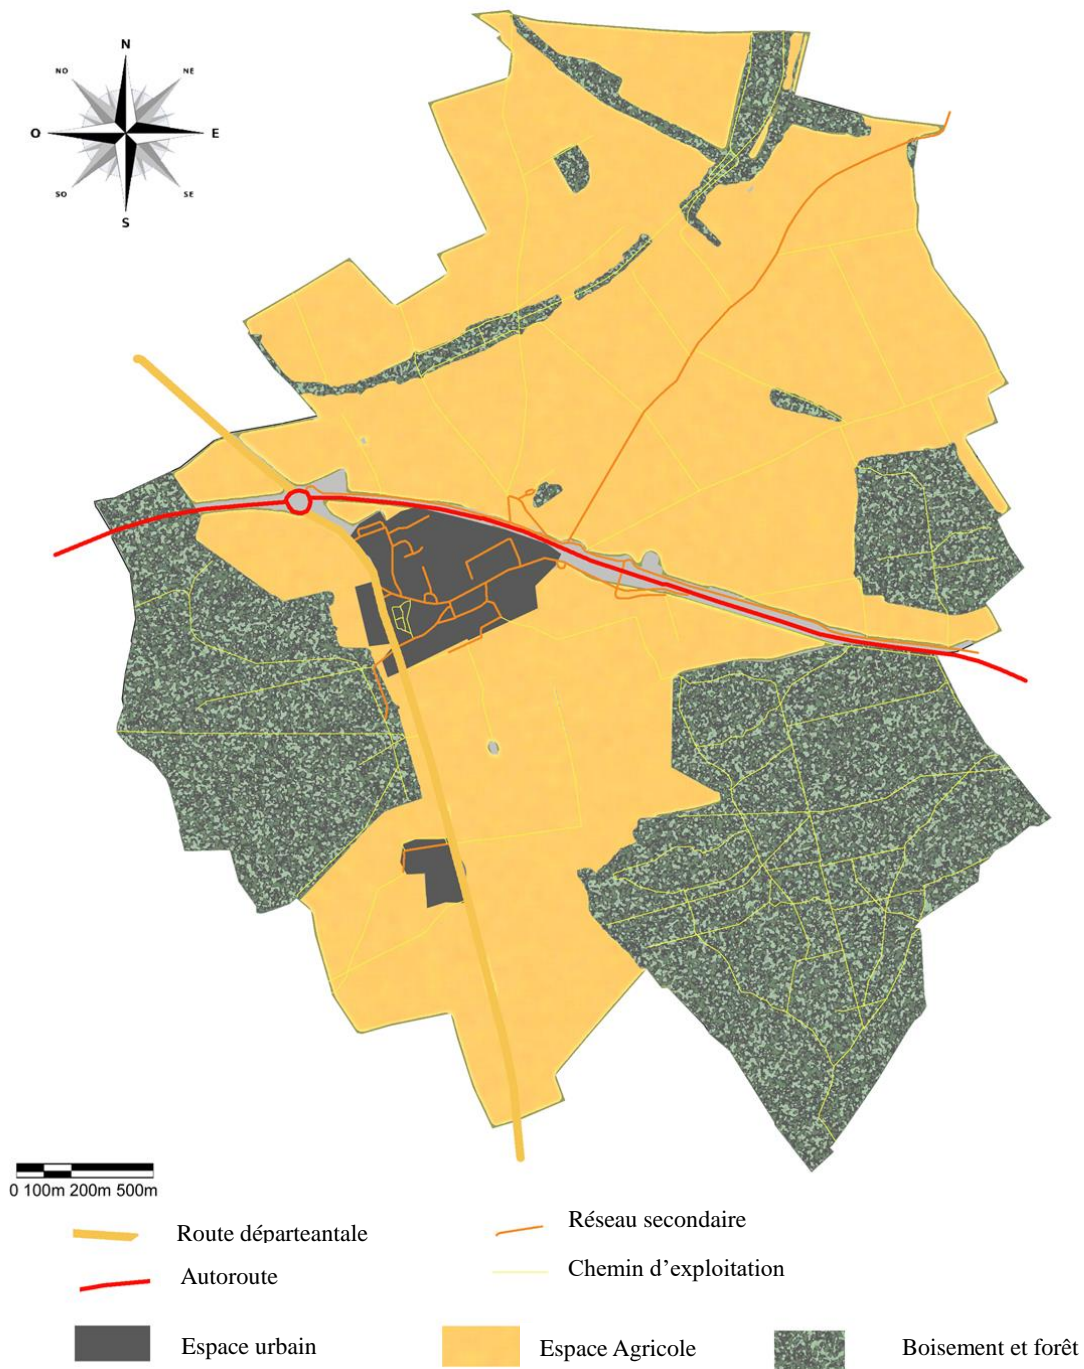 N
NO
NE
O
E
SO
SE
S
0 100m 200m 500m
Route départeantale
Réseau secondaire
Autoroute
Chemin d’exploitation
Espace urbain
Espace Agricole
Boisement et forêt